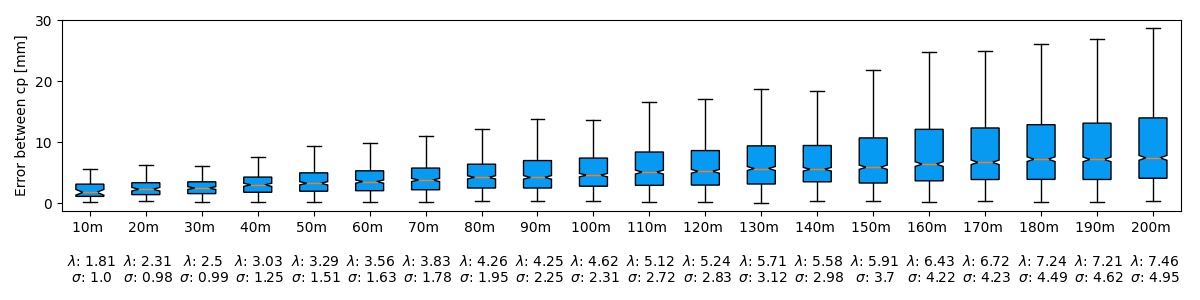 Error between cp [mm]
30
20
10
0
10m 20m 30m 40m 50m 60m 70m 80m 90m 100m 110m 120m 130m 140m 150m 160m 170m 180m 190m 200m
λ: 1.81 λ: 2.31 λ: 2.5 λ: 3.03 λ: 3.29 λ: 3.56 λ: 3.83 λ: 4.26 λ: 4.25 λ: 4.62 λ: 5.12 λ: 5.24 λ: 5.71 λ: 5.58 λ: 5.91 λ: 6.43 λ: 6.72 λ: 7.24 λ: 7.21 λ: 7.46
σ: 1.0 σ: 0.98 σ: 0.99 σ: 1.25 σ: 1.51 σ: 1.63 σ: 1.78 σ: 1.95 σ: 2.25 σ: 2.31 σ: 2.72 σ: 2.83 σ: 3.12 σ: 2.98 σ: 3.7 σ: 4.22 σ: 4.23 σ: 4.49 σ: 4.62 σ: 4.95